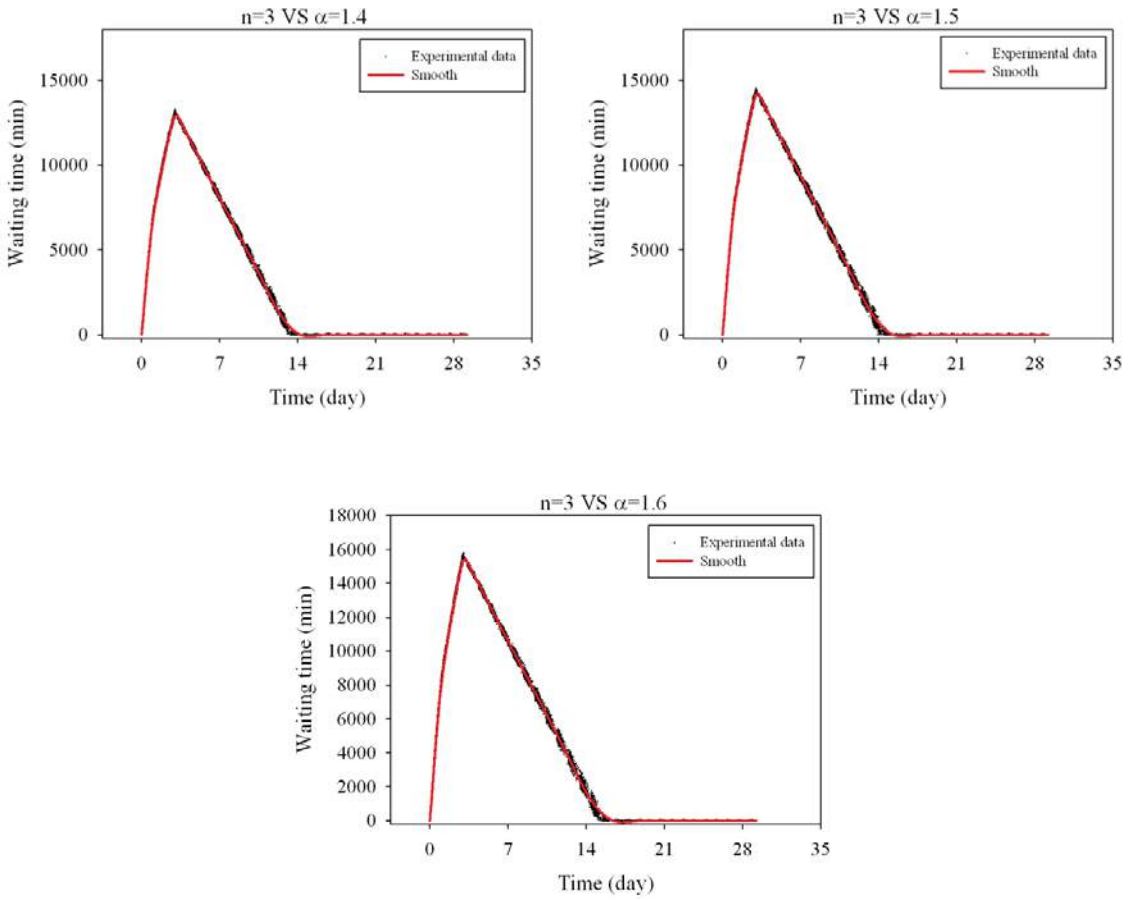 n=3 VS α=1.4
Experimental data
Smooth
15000
10000
5000
0
Waiting time (min)
0 7 14 21 28 35
Time (day)
n=3 VS α=1.5
Experimental data
Smooth
15000
10000
5000
0
Waiting time (min)
0 7 14 21 28 35
Time (day)
n=3 VS α=1.6
Experimental data
Smooth
18000
16000
14000
12000
10000
8000
6000
4000
2000
0
Waiting time (min)
0 7 14 21 28 35
Time (day)